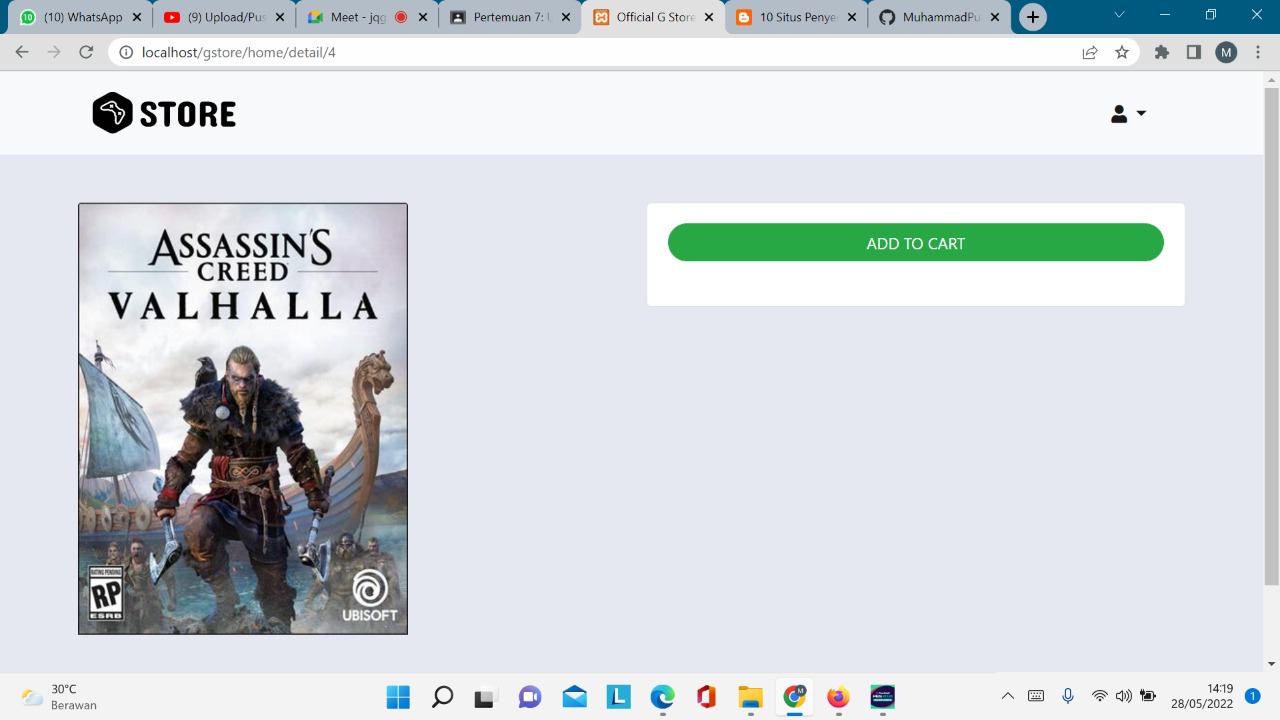 (10) WhatsApp
(9) Upload/Pus
Meet - jqg
Pertemuan 7: U
Official G Store
10 Situs Penye
MuhammadPu
localhost/gstore/home/detail/4
M
STORE
ADD TO CART
ASSASSIN'S
CREED
VALHALLA
RATING PENDING
RP
ESRB
UBISOFT
30°C
Berawan
14:19
28/05/2022
1